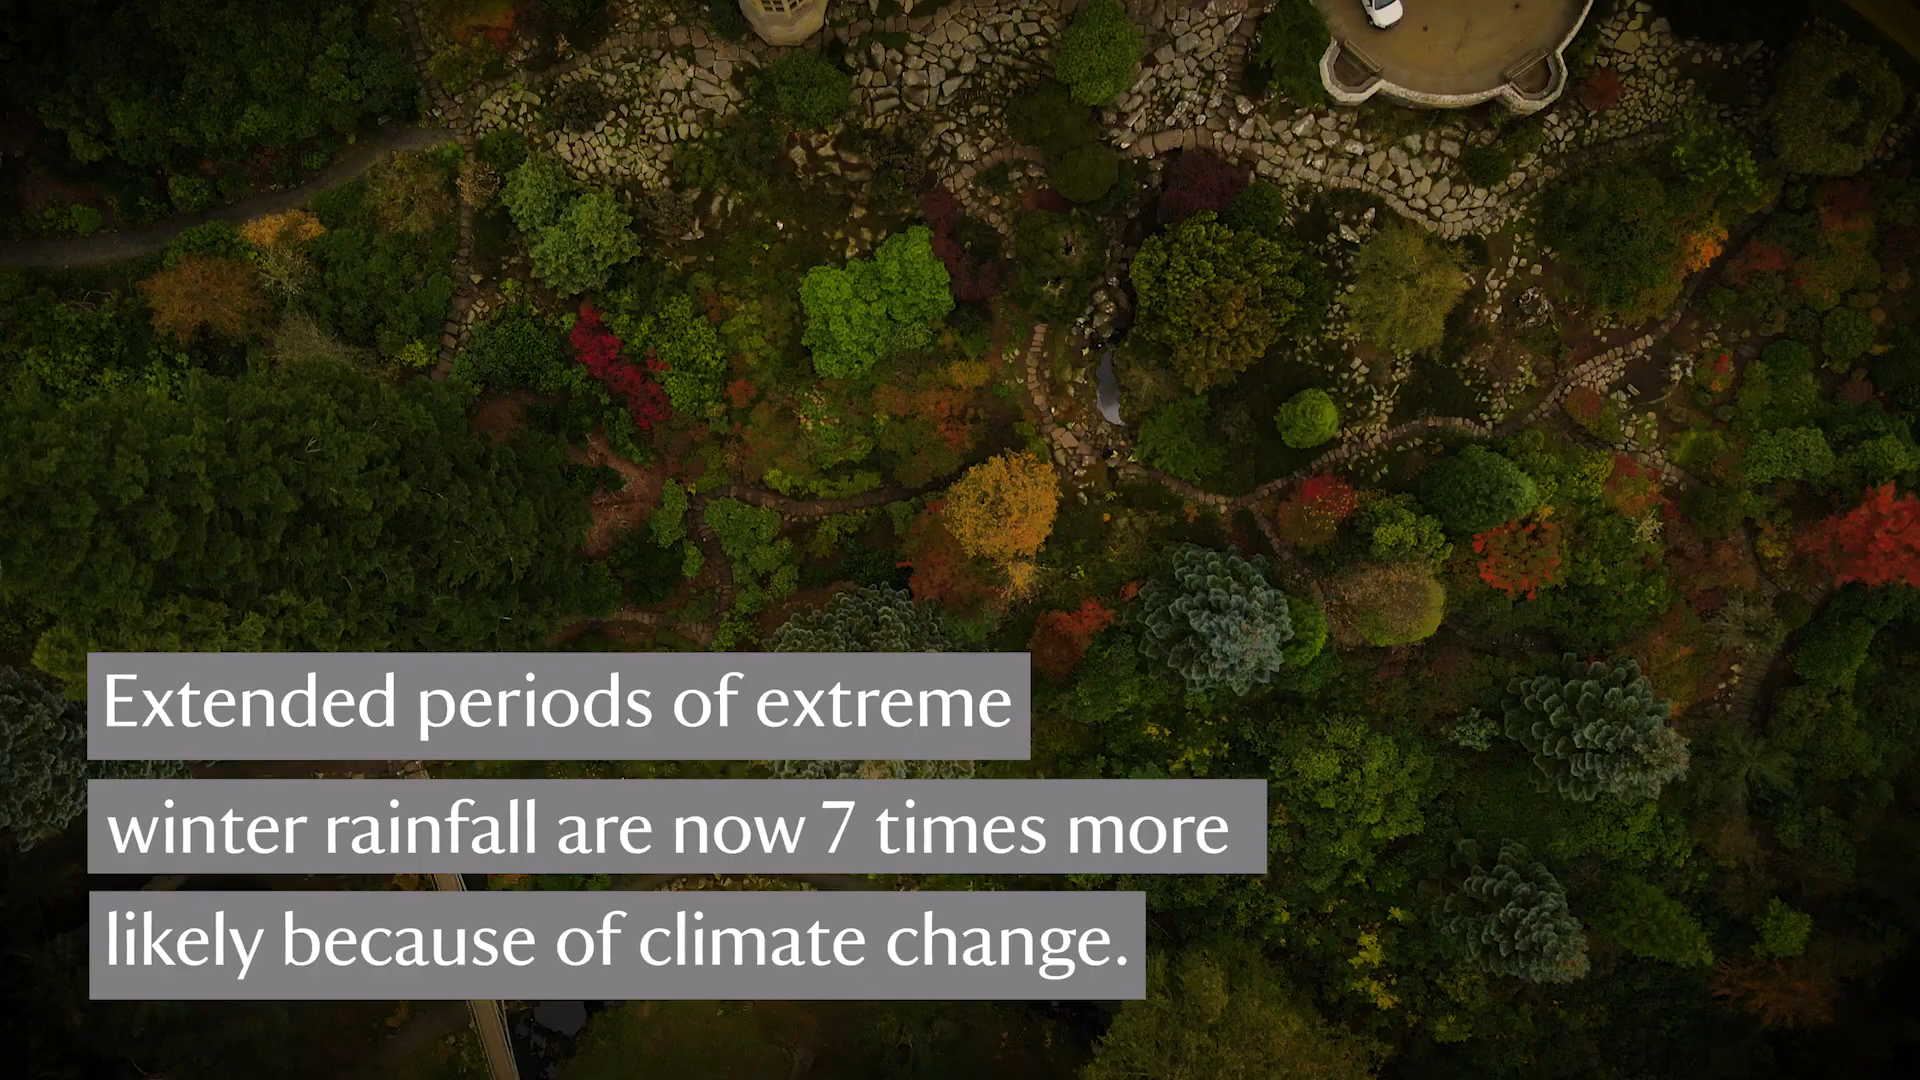 Extended periods of extreme
winter rainfall are now 7 times more
likely because of climate change.